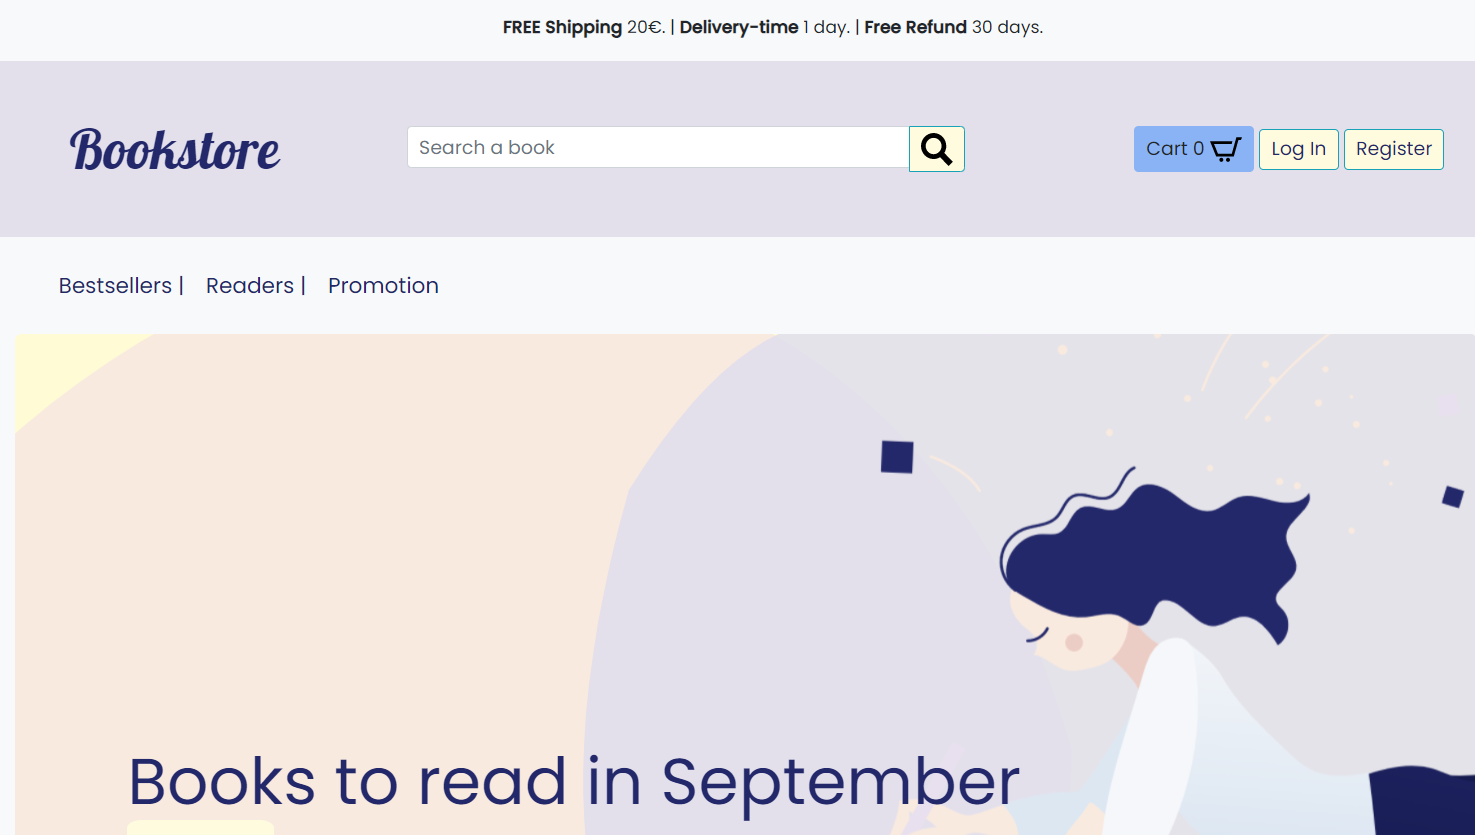 FREE Shipping 20€. | Delivery-time 1 day. | Free Refund 30 days.
Bookstore
Search a book
Cart 0
Log In
Register
Bestsellers | Readers | Promotion
Books to read in September